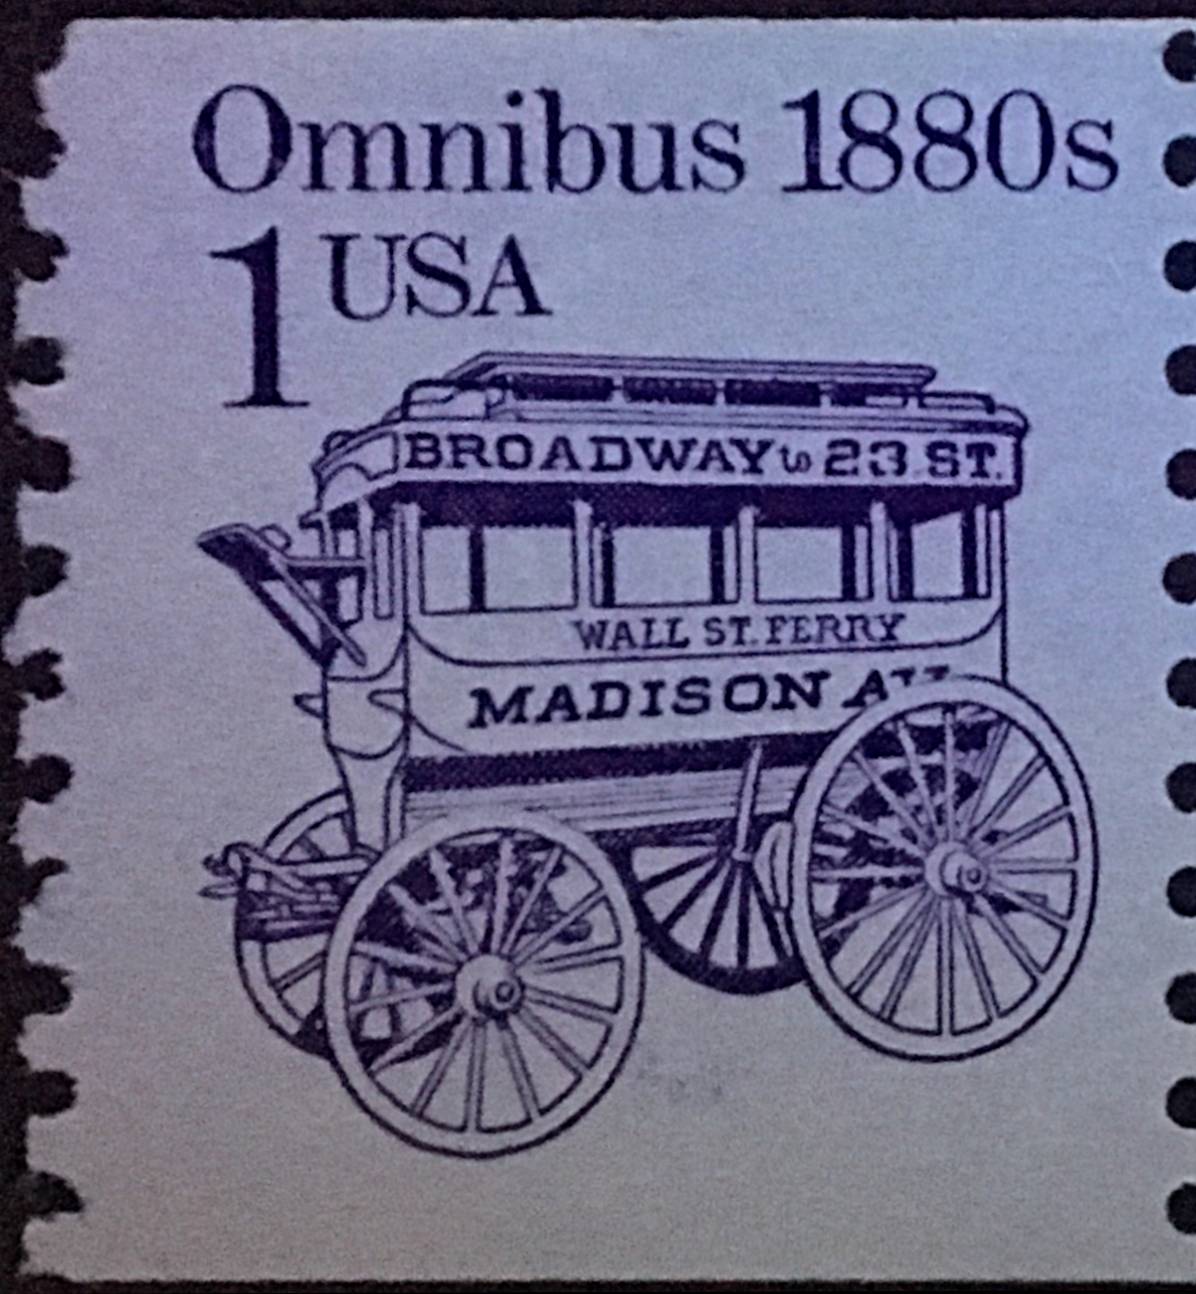 Omnibus 1880s
1 USA
BROADWAY to 23 ST.
WALL ST. FERRY
MADISON